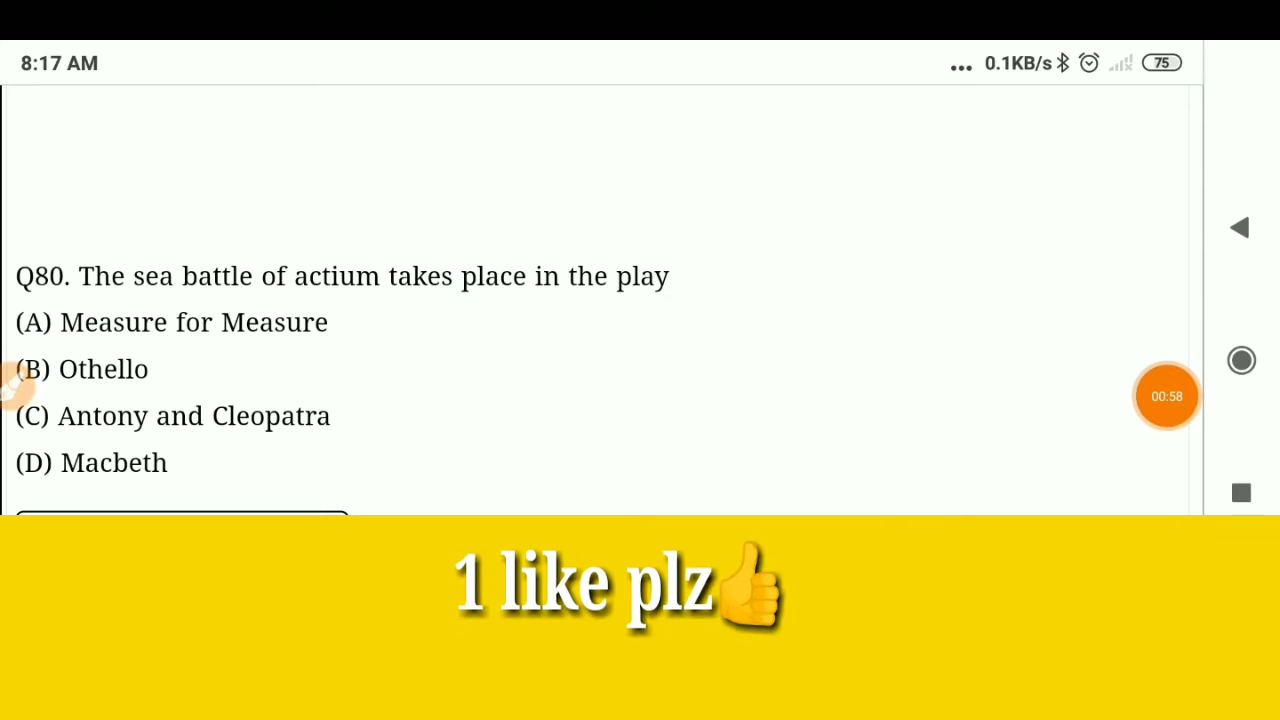 8:17 AM
... 0.1KB/s 75
Q80. The sea battle of actium takes place in the play
(A) Measure for Measure
(B) Othello
(C) Antony and Cleopatra
00:58
(D) Macbeth
1 like plz👍